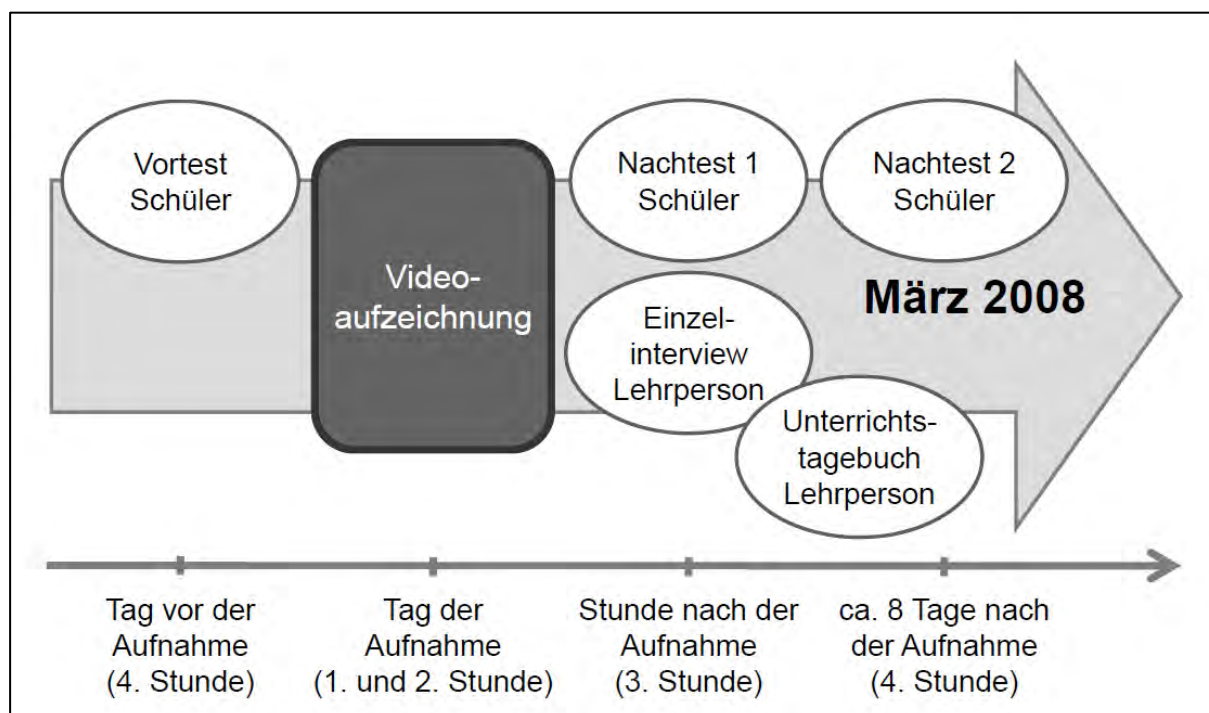 Vortest
Schüler
Video-
aufzeichnung
Nachtest 1
Schüler
Nachtest 2
Schüler
März 2008
Einzel-
interview
Lehrperson
Unterrichts-
tagebuch
Lehrperson
Tag vor der
Aufnahme
(4. Stunde)
Tag der
Aufnahme
(1. und 2. Stunde)
Stunde nach der
Aufnahme
(3. Stunde)
ca. 8 Tage nach
der Aufnahme
(4. Stunde)